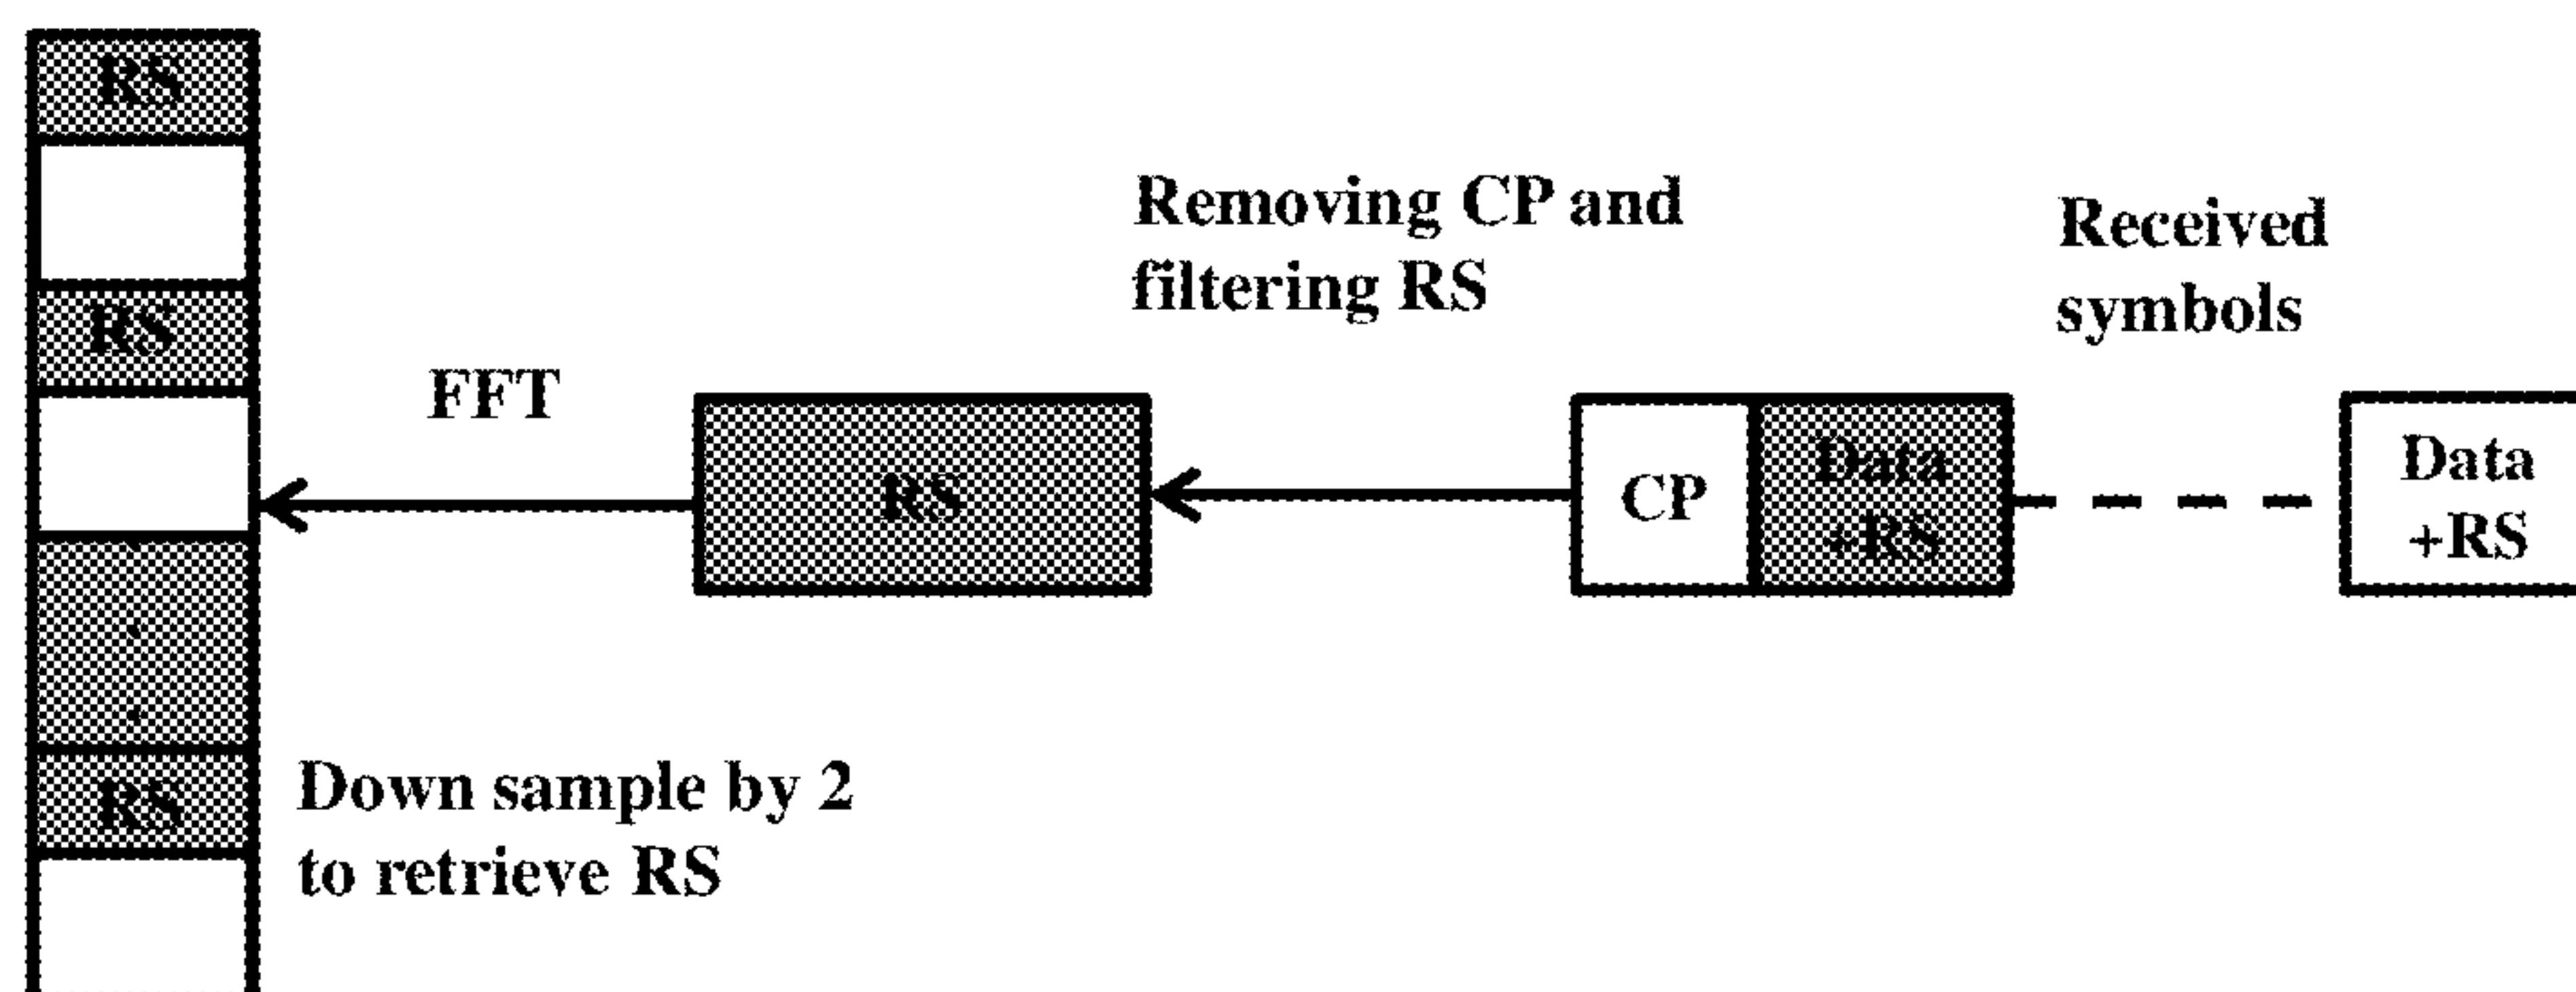 RS
RS
FFT
RS
Down sample by 2
to retrieve RS
RS
Removing CP and
filtering RS
CP
Data
+RS
Received
symbols
Data
+RS